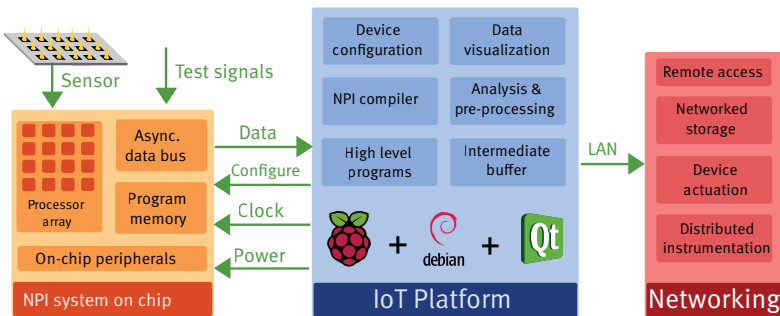 Sensor
Test signals
Processor
array
Async.
data bus
Program
memory
On-chip peripherals
NPI system on chip
Data
Configure
Clock
Power
Device
configuration
Data
visualization
NPI compiler
Analysis &
pre-processing
High level
programs
Intermediate
buffer
+
debian
+
Qt
IoT Platform
LAN
Remote access
Networked
storage
Device
actuation
Distributed
instrumentation
Networking